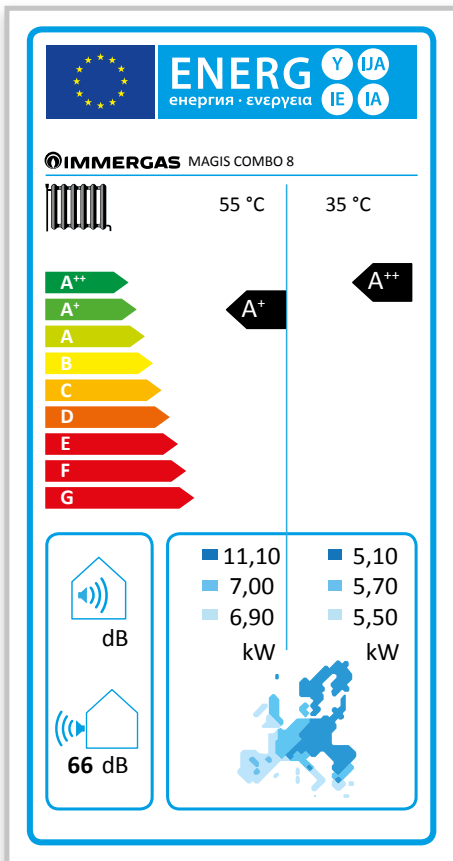 ENERG Y IJA
енергия · ενεργεια IE IA
IMMERGAS MAGIS COMBO 8
55 °C 35 °C
A++
A+
A
B
C
D
E
F
G
A+
A++
11,10 5,10
7,00 5,70
6,90 5,50
kW kW
dB
66 dB